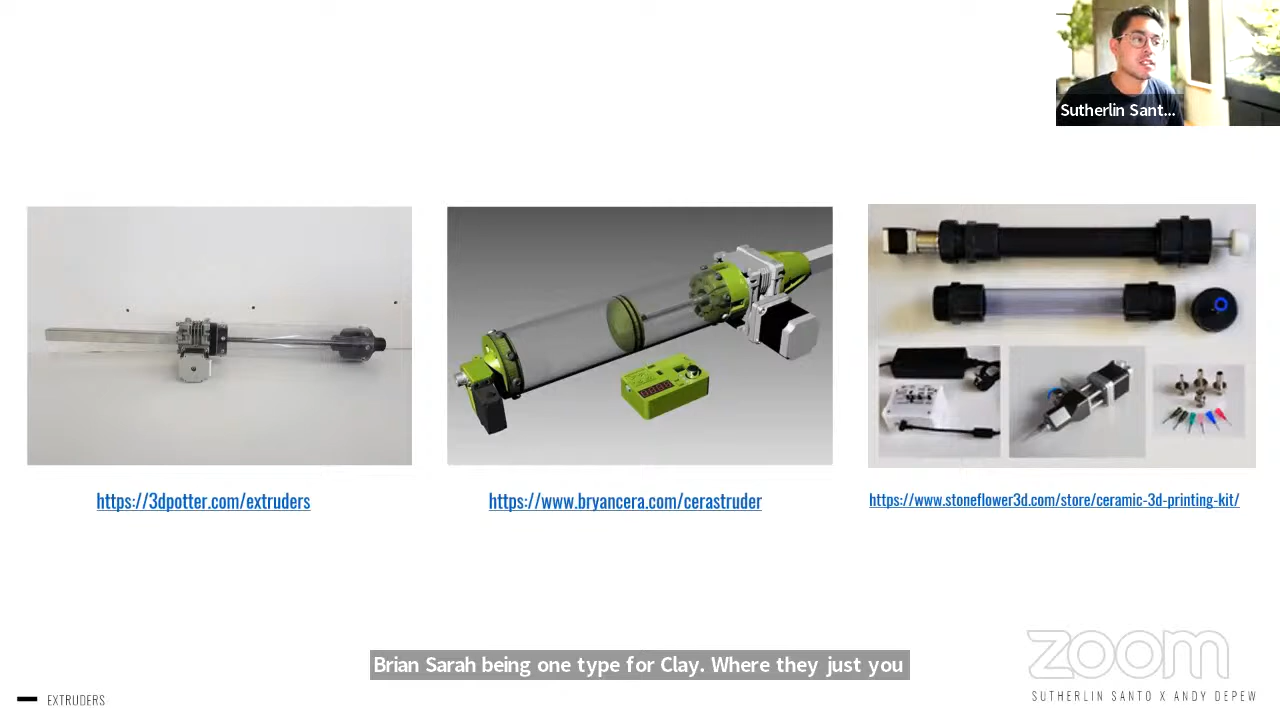 Sutherlin Sant...
https://3dpotter.com/extruders
https://www.bryancera.com/cerastruder
https://www.stoneflower3d.com/store/ceramic-3d-printing-kit/
Brian Sarah being one type for Clay. Where they just you
zoom
SUTHERLIN SANTO X ANDY DEPEW
EXTRUDERS